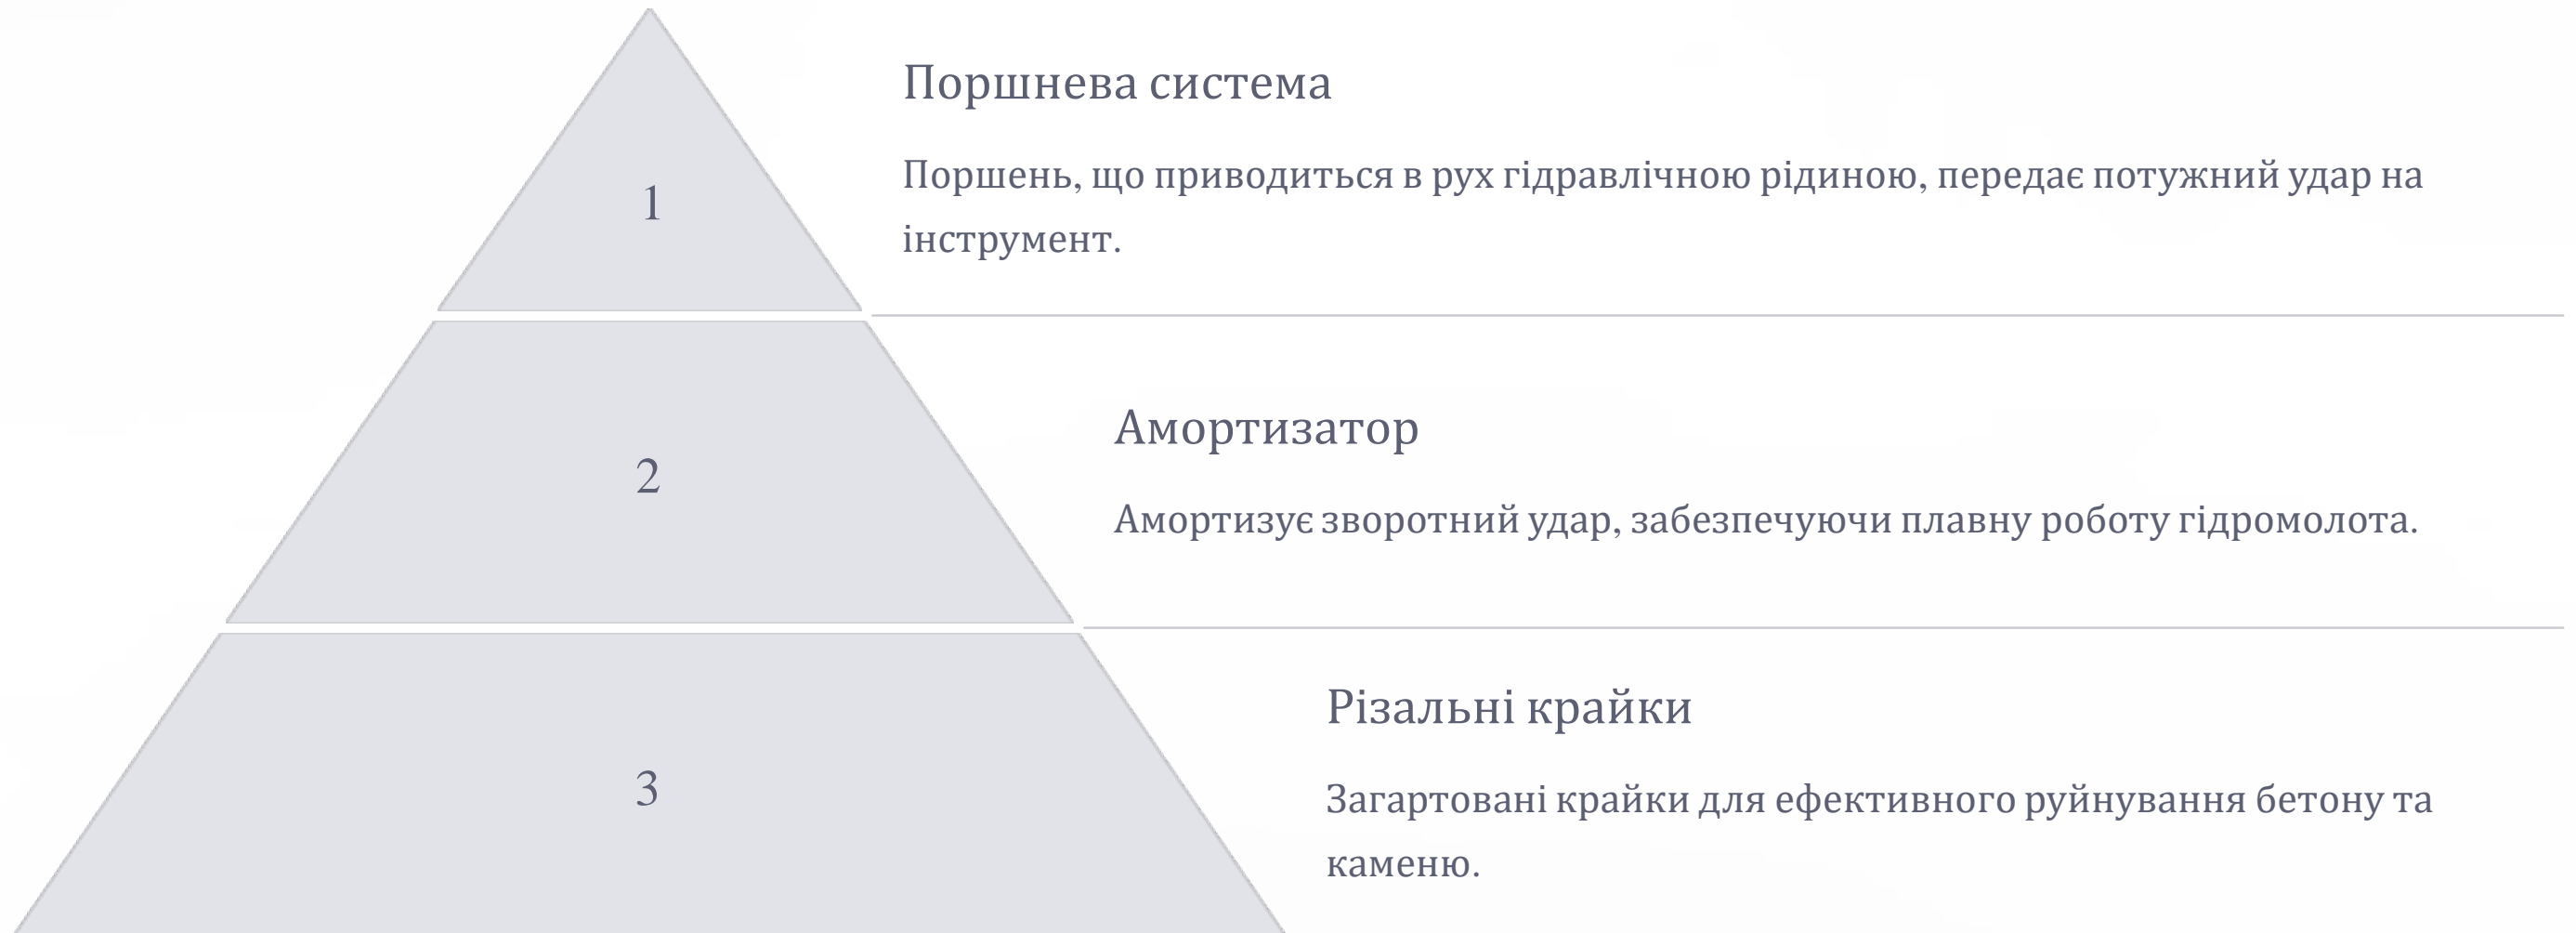 Поршнева система
Поршень, що приводиться в рух гідравлічною рідиною, передає потужний удар на
інструмент.
1
Амортизатор
2
Амортизує зворотний удар, забезпечуючи плавну роботу гідромолота.
Різальні крайки
3
Загартовані крайки для ефективного руйнування бетону та
каменю.